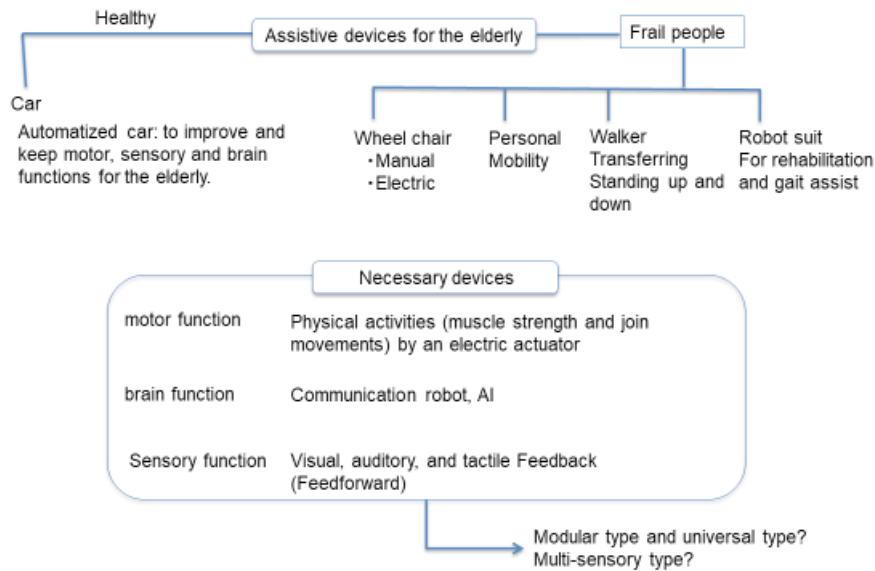 Healthy
Assistive devices for the elderly
Frail people
Car
Automatized car: to improve and
keep motor, sensory and brain
functions for the elderly.
Wheel chair
・Manual
・Electric
Personal
Mobility
Walker
Transferring
Standing up and
down
Robot suit
For rehabilitation
and gait assist
Necessary devices
motor function
Physical activities (muscle strength and join
movements) by an electric actuator
brain function
Communication robot, AI
Sensory function
Visual, auditory, and tactile Feedback
(Feedforward)
Modular type and universal type?
Multi-sensory type?